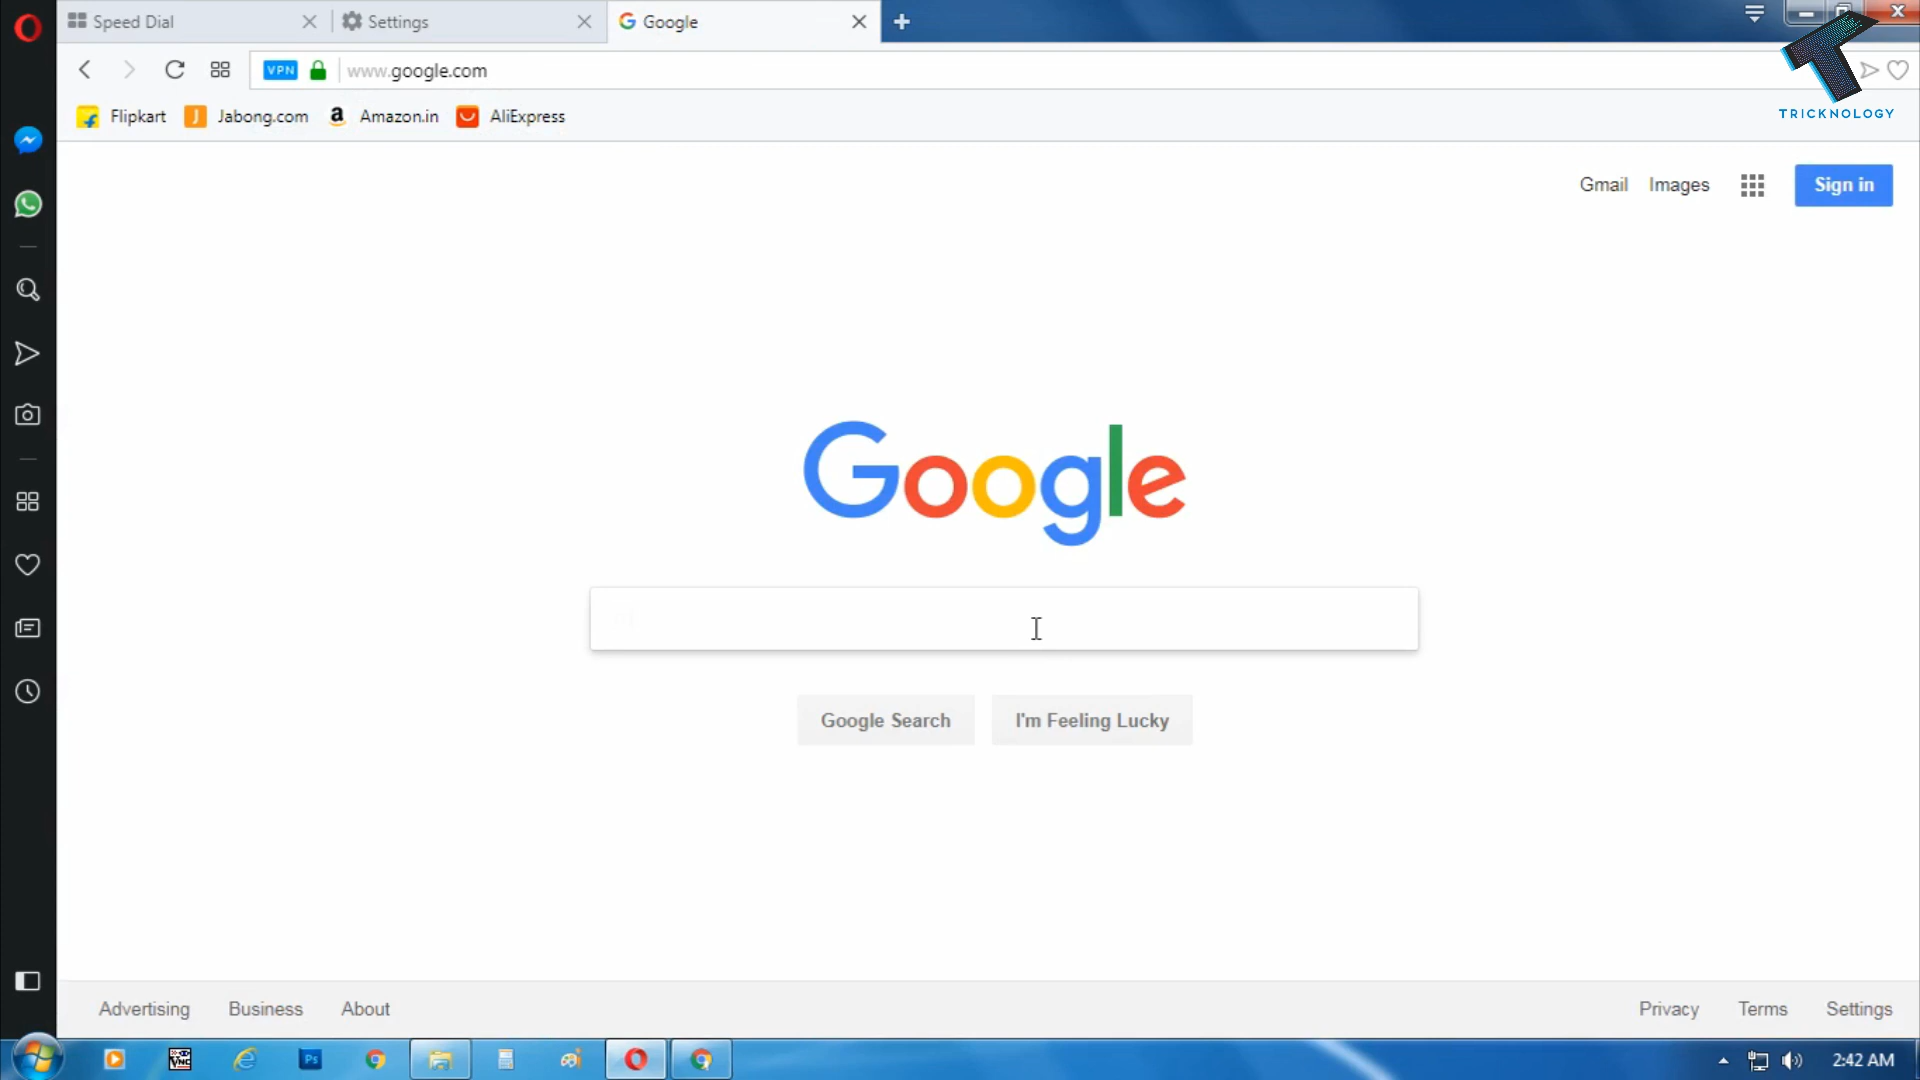 Speed Dial
Settings
Google
VPN
www.google.com
TRICKNOLOGY
Flipkart
Jabong.com
Amazon.in
AliExpress
Gmail
Images
Sign in
Google
Google Search
I'm Feeling Lucky
Advertising
Business
About
Privacy
Terms
Settings
Ps
2:42 AM